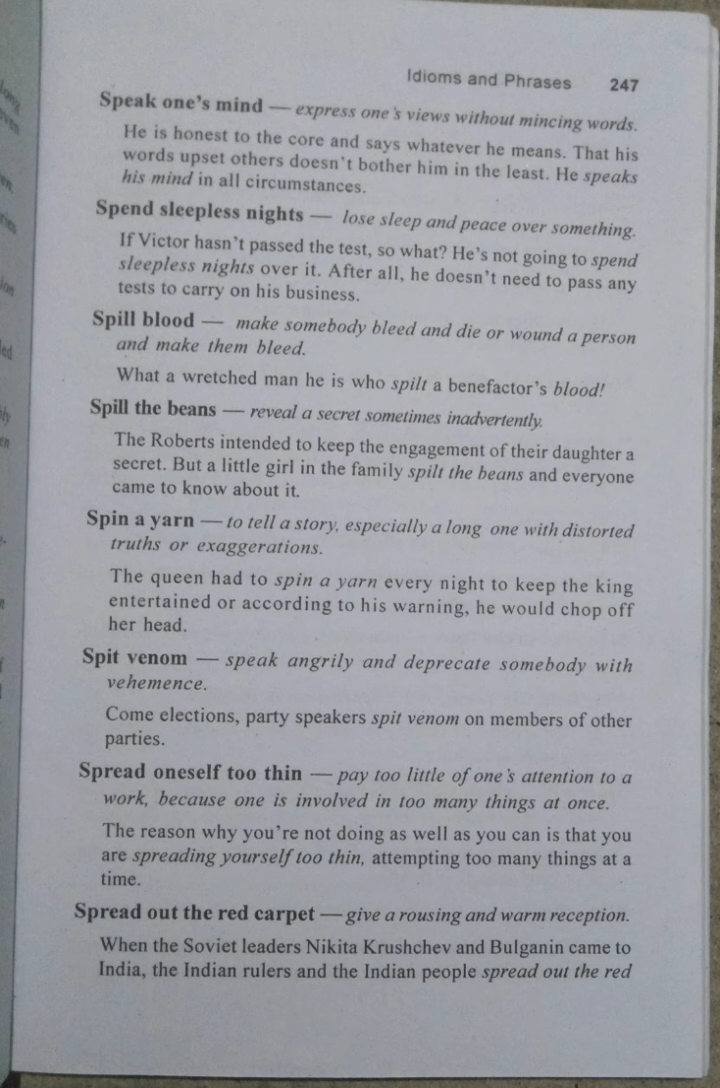 Idioms and Phrases 247
Speak one's mind — express one's views without mincing words.
He is honest to the core and says whatever he means. That his
words upset others doesn't bother him in the least. He speaks
his mind in all circumstances.
Spend sleepless nights — lose sleep and peace over something.
If Victor hasn't passed the test, so what? He's not going to spend
sleepless nights over it. After all, he doesn't need to pass any
tests to carry on his business.
Spill blood — make somebody bleed and die or wound a person
and make them bleed.
What a wretched man he is who spilt a benefactor's blood!
Spill the beans — reveal a secret sometimes inadvertently.
The Roberts intended to keep the engagement of their daughter a
secret. But a little girl in the family spilt the beans and everyone
came to know about it.
Spin a yarn — to tell a story, especially a long one with distorted
truths or exaggerations.
The queen had to spin a yarn every night to keep the king
entertained or according to his warning, he would chop off
her head.
Spit venom — speak angrily and deprecate somebody with
vehemence.
Come elections, party speakers spit venom on members of other
parties.
Spread oneself too thin — pay too little of one's attention to a
work, because one is involved in too many things at once.
The reason why you're not doing as well as you can is that you
are spreading yourself too thin, attempting too many things at a
time.
Spread out the red carpet — give a rousing and warm reception.
When the Soviet leaders Nikita Krushchev and Bulganin came to
India, the Indian rulers and the Indian people spread out the red